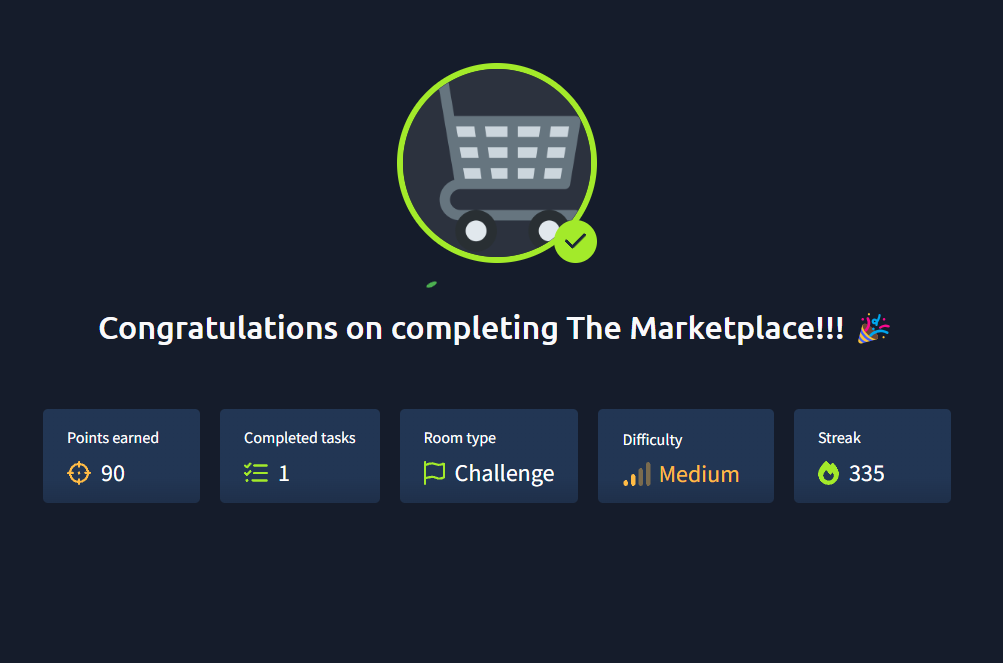 Congratulations on completing The Marketplace!!! 🎉
Points earned
90
Completed tasks
1
Room type
Challenge
Difficulty
Medium
Streak
335